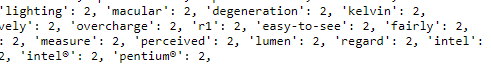 'lighting': 2, 'macular': 2, 'degeneration': 2, 'kelvin': 2,
vely': 2, 'overcharge': 2, 'r1': 2, 'easy-to-see': 2, 'fairly': 2,
: 2, 'measure': 2, 'perceived': 2, 'lumen': 2, 'regard': 2, 'intel':
2, 'intel®': 2, 'pentium®': 2,